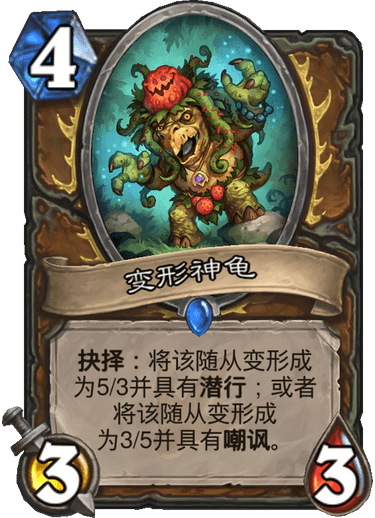 4
变形神龟
抉择：将该随从变形成
为5/3并具有潜行；或者
将该随从变形成
为3/5并具有嘲讽。
3
3